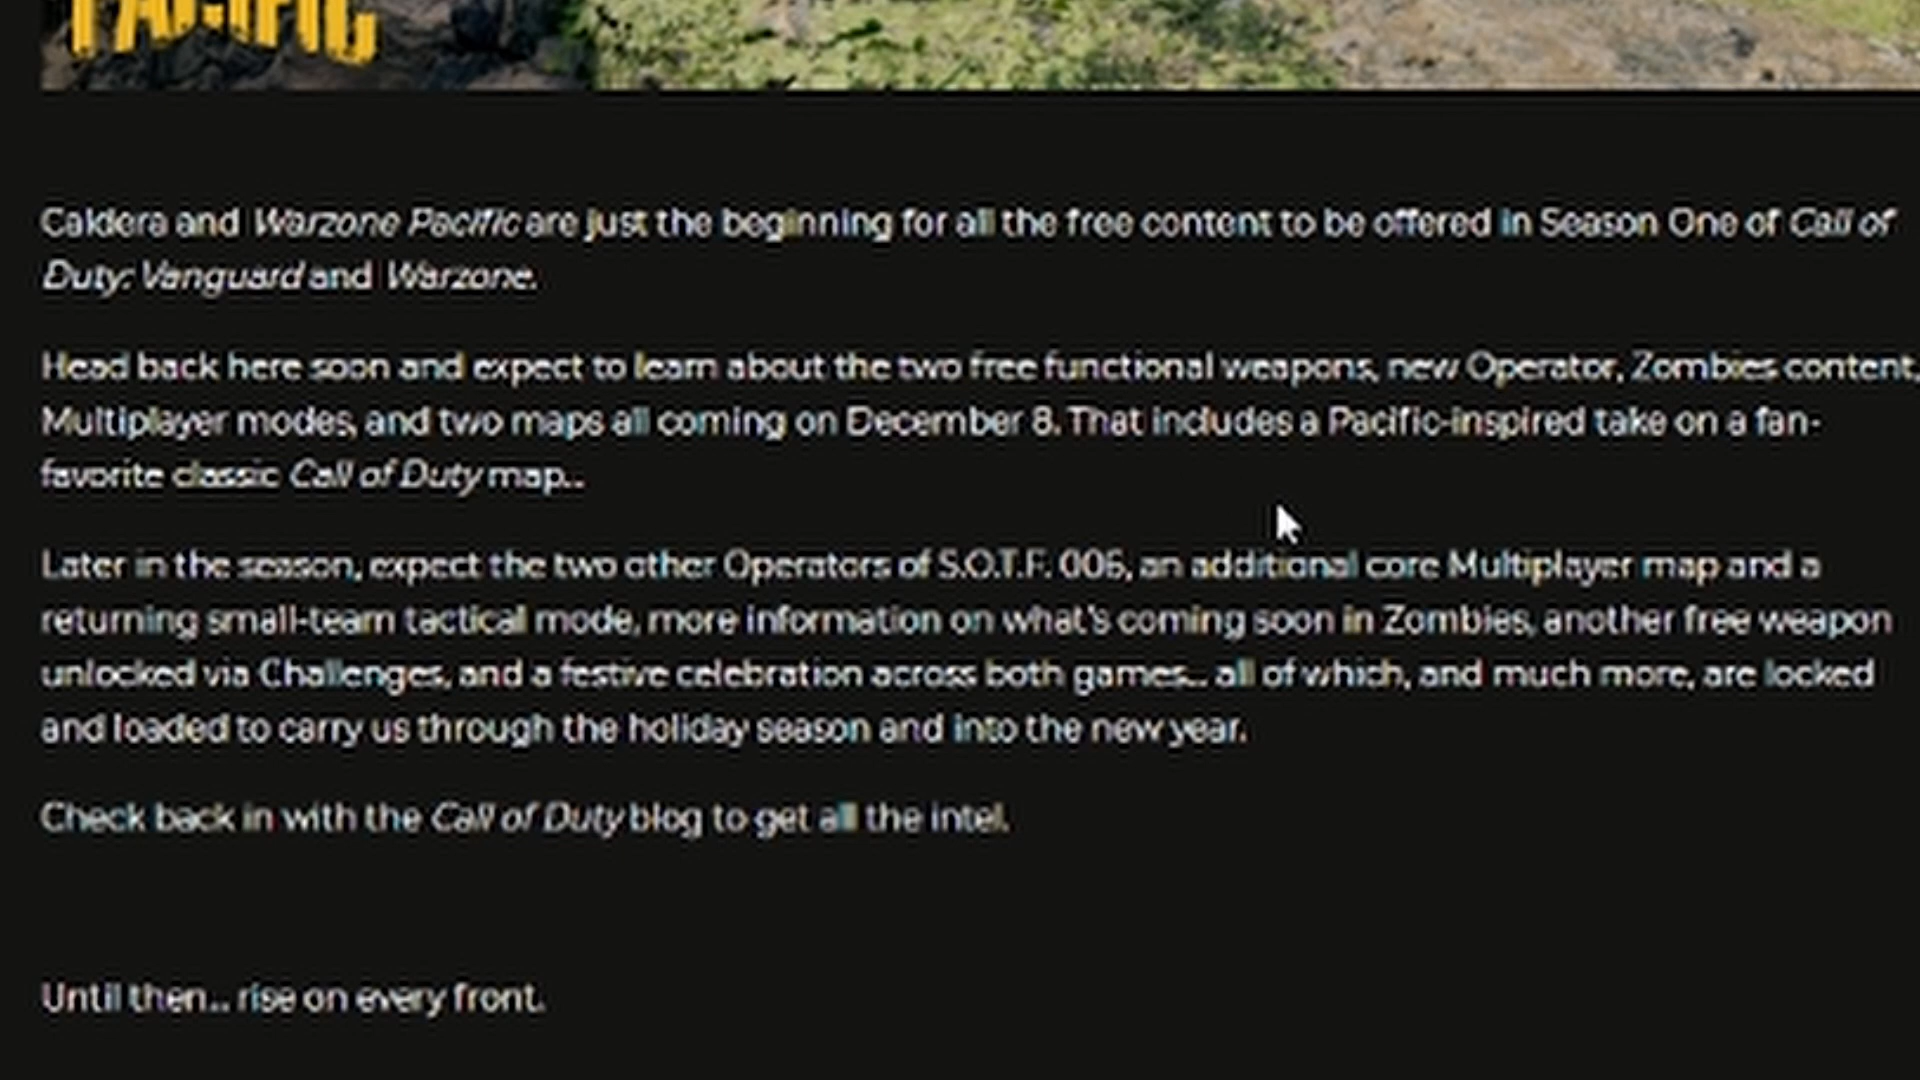 PACIFIC
Caldera and Warzone Pacific are just the beginning for all the free content to be offered in Season One of Call of
Duty: Vanguard and Warzone.
Head back here soon and expect to learn about the two free functional weapons, new Operator, Zombies content,
Multiplayer modes, and two maps all coming on December 8. That includes a Pacific-inspired take on a fan-
favorite classic Call of Duty map...
Later in the season, expect the two other Operators of S.O.T.F. 006, an additional core Multiplayer map and a
returning small-team tactical mode, more information on what's coming soon in Zombies, another free weapon
unlocked via Challenges, and a festive celebration across both games... all of which, and much more, are locked
and loaded to carry us through the holiday season and into the new year.
Check back in with the Call of Duty blog to get all the intel.
Until then... rise on every front.